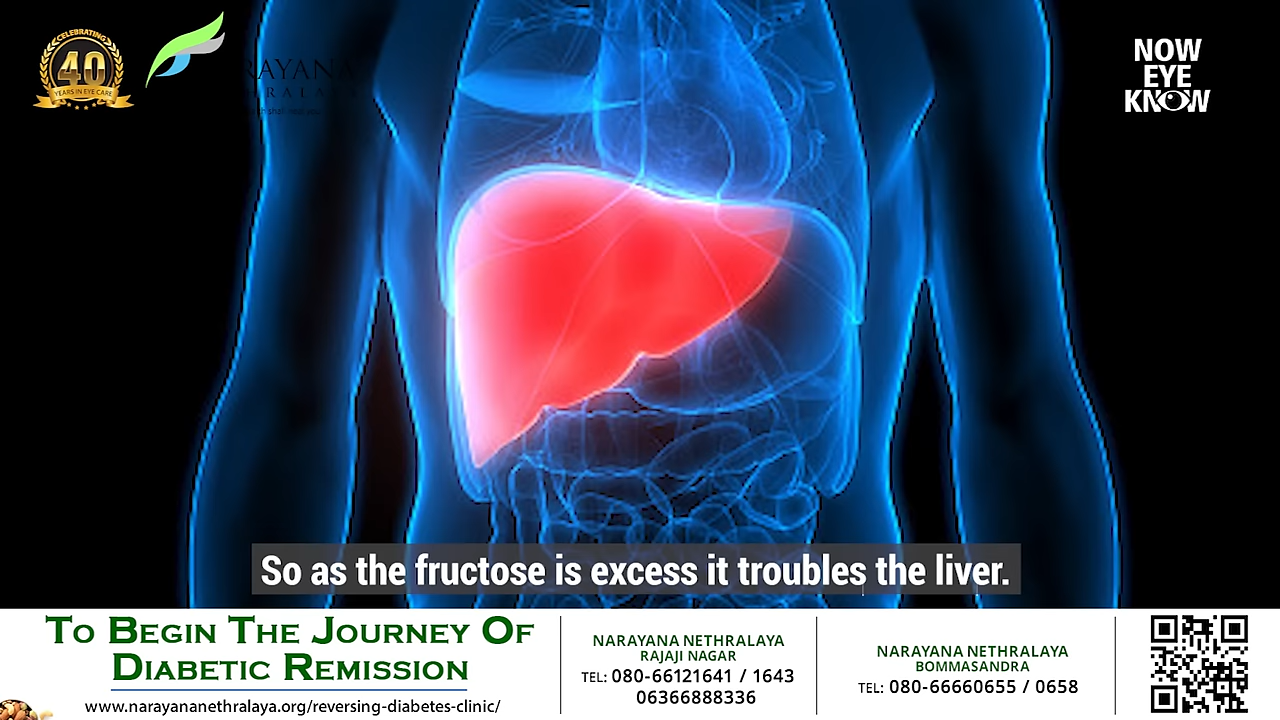 CELEBRATING
40
YEARS IN EYE CARE
RAYANA
NOW
EYE
KNOW
So as the fructose is excess it troubles the liver.
TO BEGIN THE JOURNEY OF
DIABETIC REMISSION
www.narayananethralaya.org/reversing-diabetes-clinic/
NARAYANA NETHRALAYA
RAJAJI NAGAR
TEL: 080-66121641 / 1643
06366888336
NARAYANA NETHRALAYA
BOMMASANDRA
TEL: 080-66660655 / 0658